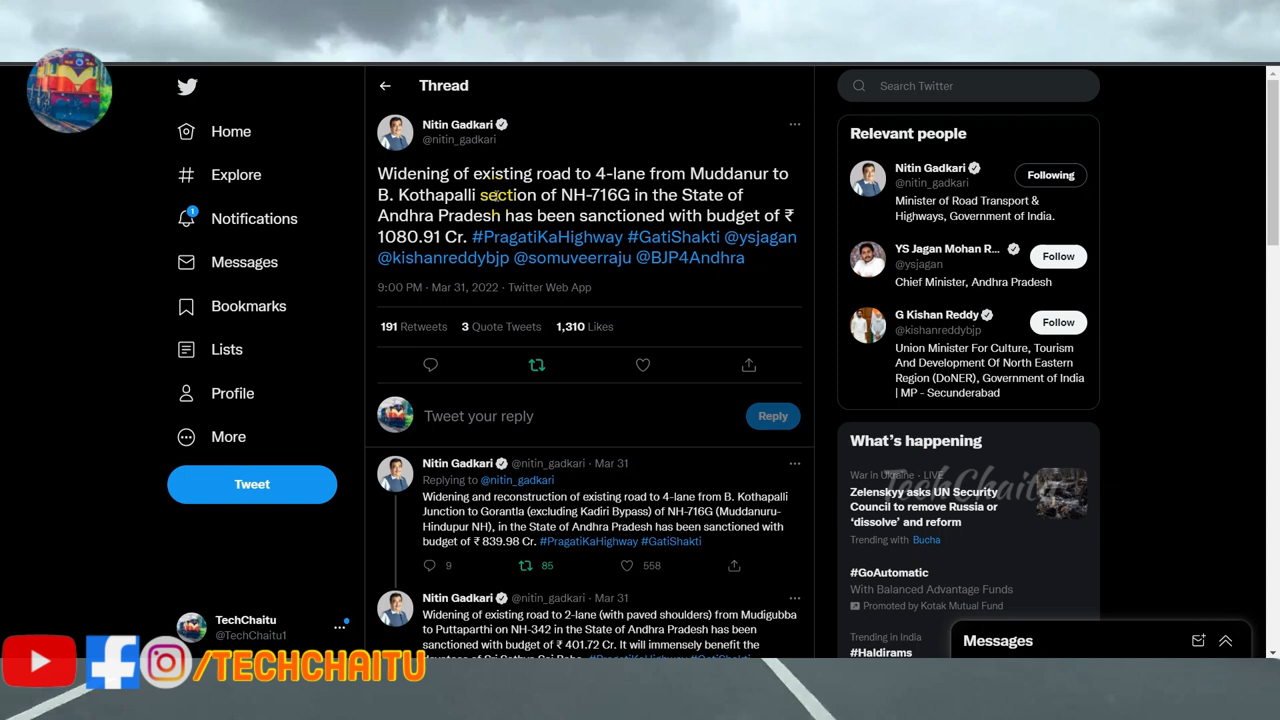 Home
Explore
1
Notifications
Messages
Bookmarks
Lists
Profile
More
Tweet
TechChaitu
@TechChaitu1
Thread
Nitin Gadkari
@nitin_gadkari
Widening of existing road to 4-lane from Muddanur to
B. Kothapalli section of NH-716G in the State of
Andhra Pradesh has been sanctioned with budget of ₹
1080.91 Cr. #PragatiKaHighway #GatiShakti @ysjagan
@kishanreddybjp @somuveerraju @BJP4Andhra
9:00 PM · Mar 31, 2022 · Twitter Web App
191 Retweets 3 Quote Tweets 1,310 Likes
Tweet your reply
Reply
Nitin Gadkari @nitin_gadkari · Mar 31
Replying to @nitin_gadkari
Widening and reconstruction of existing road to 4-lane from B. Kothapalli
Junction to Gorantla (excluding Kadiri Bypass) of NH-716G (Muddanuru-
Hindupur NH), in the State of Andhra Pradesh has been sanctioned with
budget of ₹ 839.98 Cr. #PragatiKaHighway #GatiShakti
9 85 558
Nitin Gadkari @nitin_gadkari · Mar 31
Widening of existing road to 2-lane (with paved shoulders) from Mudigubba
to Puttaparthi on NH-342 in the State of Andhra Pradesh has been
sanctioned with budget of ₹ 401.72 Cr. It will immensely benefit the
Search Twitter
Relevant people
Nitin Gadkari
@nitin_gadkari
Following
Minister of Road Transport &
Highways, Government of India.
YS Jagan Mohan R...
@ysjagan
Follow
Chief Minister, Andhra Pradesh
G Kishan Reddy
@kishanreddybjp
Follow
Union Minister For Culture, Tourism
And Development Of North Eastern
Region (DoNER), Government of India
| MP - Secunderabad
What's happening
War in Ukraine · LIVE
Zelenskyy asks UN Security
Council to remove Russia or
'dissolve' and reform
Trending with Bucha
TechChaitu
#GoAutomatic
With Balanced Advantage Funds
Promoted by Kotak Mutual Fund
Trending in India
#Haldirams
Messages
/TECHCHAITU